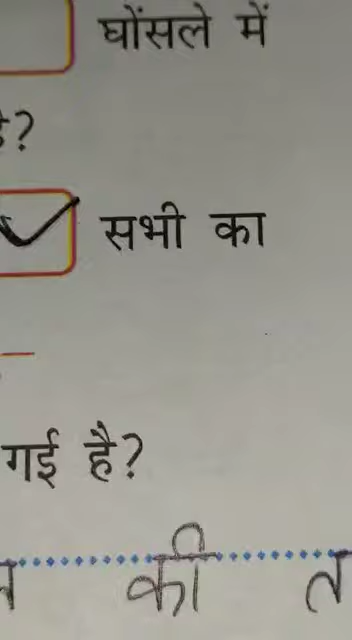 घोंसले में
है?
सभी का
गई है?
की